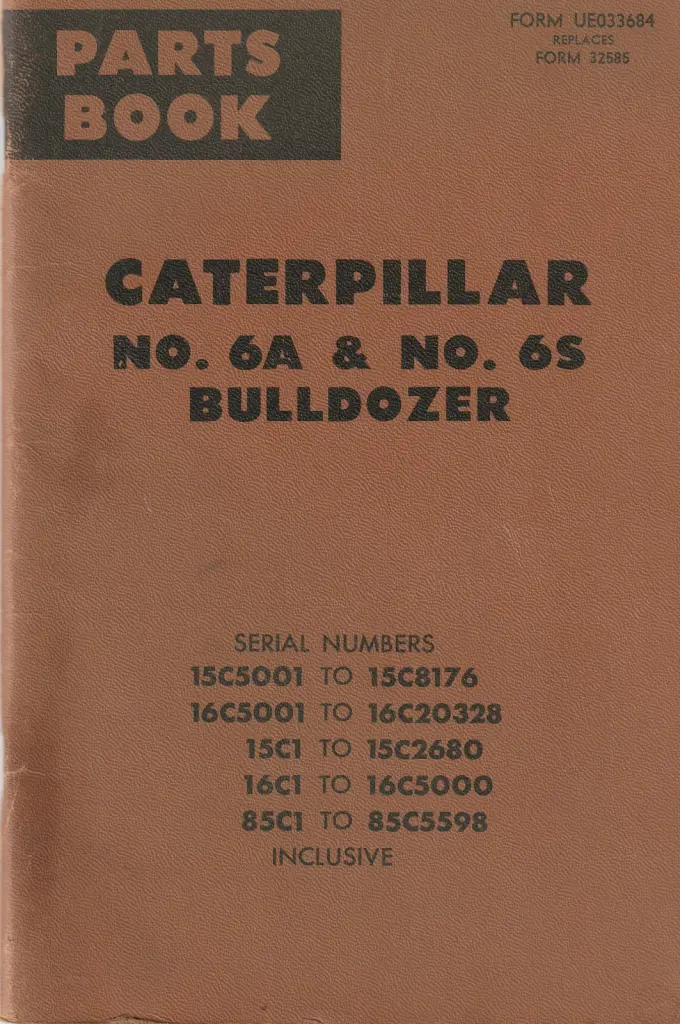 PARTS
BOOK
FORM UE033684
REPLACES
FORM 32585
CATERPILLAR
NO. 6A & NO. 6S
BULLDOZER
SERIAL NUMBERS
15C5001 TO 15C8176
16C5001 TO 16C20328
15C1 TO 15C2680
16C1 TO 16C5000
85C1 TO 85C5598
INCLUSIVE